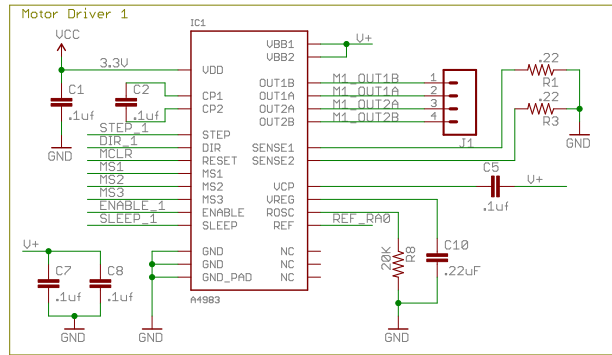 Motor Driver 1
IC1
VCC
VBB1
V+
VBB2
3.3V
VDD
.22
C1
C2
OUT1B
M1_OUT1B
1
R1
CP1
OUT1A
M1_OUT1A
2
.1uf
.1uf
CP2
OUT2A
M1_OUT2A
3
.22
OUT2B
M1_OUT2B
4
R3
STEP_1
STEP
J1
GND
DIR_1
DIR
SENSE1
GND
MCLR
RESET
SENSE2
MS1
MS1
C5
MS2
MS2
VCP
V+
MS3
MS3
VREG
.1uf
ENABLE_1
ENABLE
ROSC
SLEEP_1
SLEEP
REF
REF_RA0
V+
GND
NC
20K
R8
C10
GND
NC
.22uF
C7
C8
GND_PAD
NC
.1uf
.1uf
A4983
GND
GND
GND